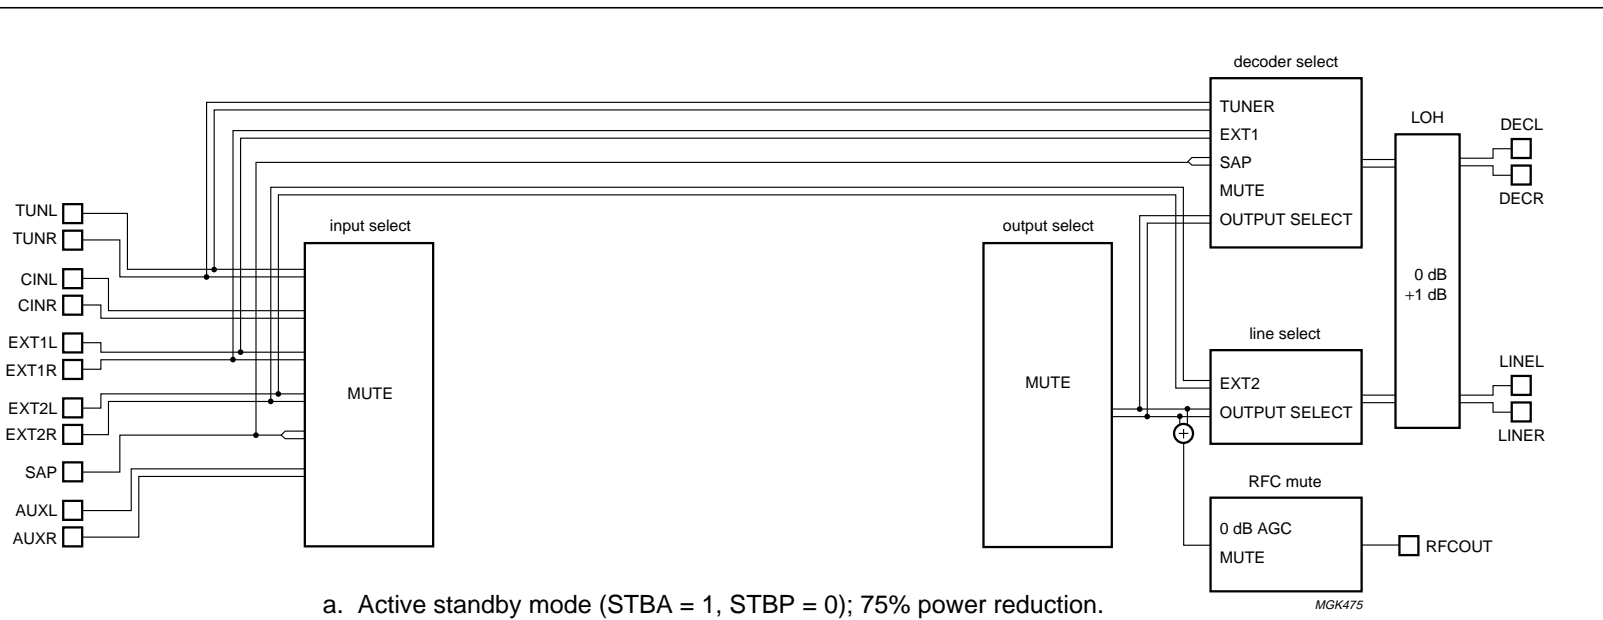 decoder select
TUNER
EXT1
SAP
MUTE
OUTPUT SELECT
LOH
0 dB
+1 dB
DECL
DECR
TUNL
TUNR
CINL
CINR
EXT1L
EXT1R
EXT2L
EXT2R
SAP
AUXL
AUXR
input select
MUTE
output select
MUTE
line select
EXT2
OUTPUT SELECT
LINEL
LINER
RFC mute
0 dB AGC
MUTE
RFCOUT
+
a. Active standby mode (STBA = 1, STBP = 0); 75% power reduction.
MGK475